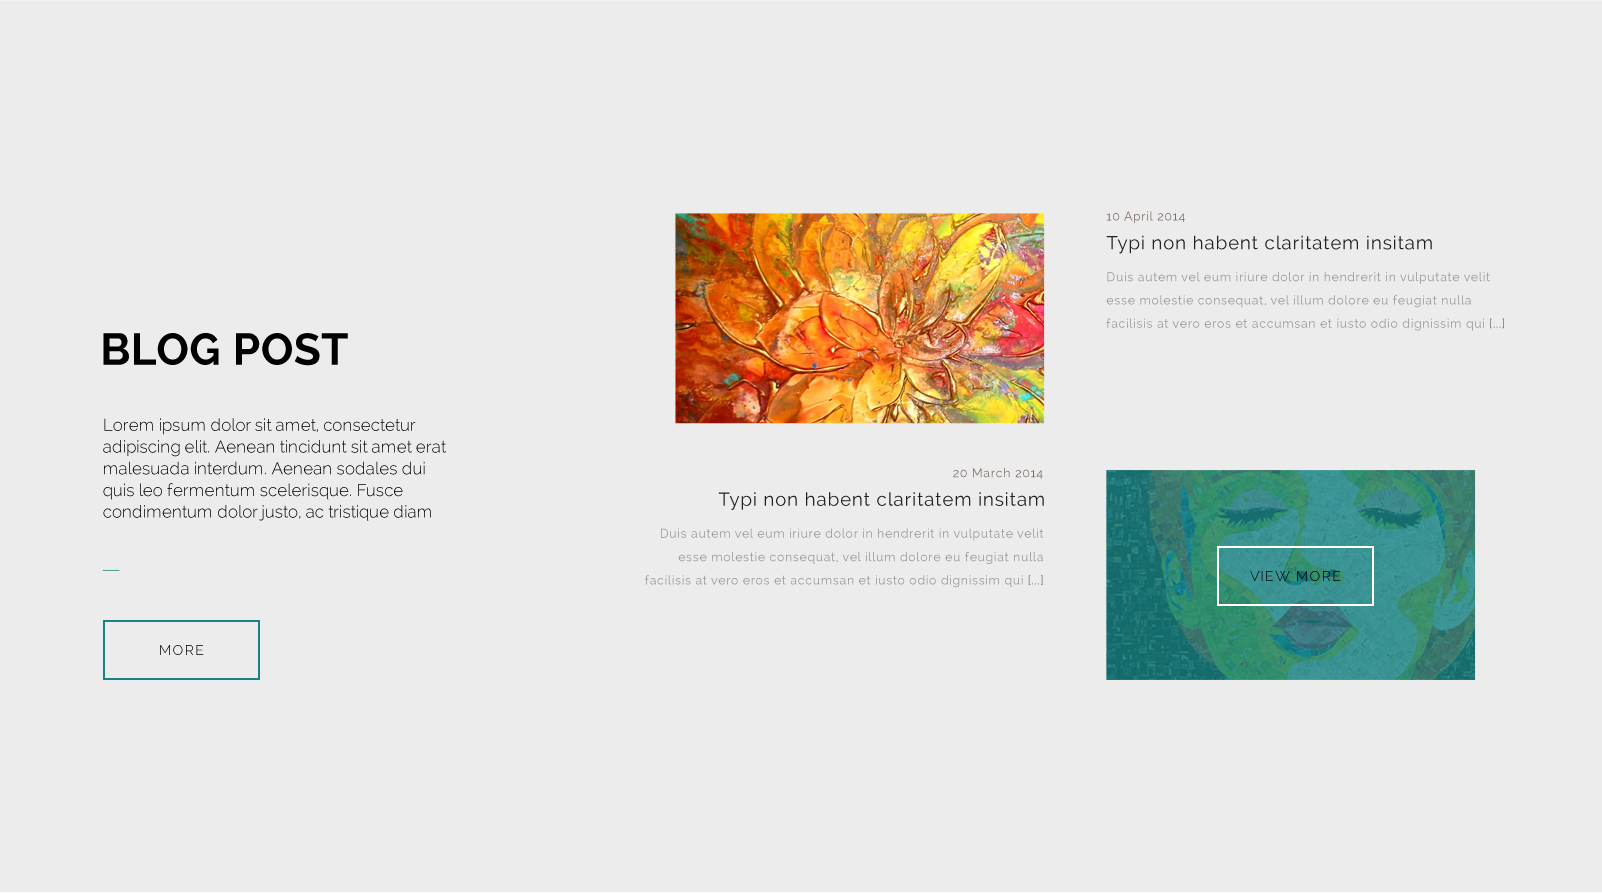 BLOG POST
Lorem ipsum dolor sit amet, consectetur
adipiscing elit. Aenean tincidunt sit amet erat
malesuada interdum. Aenean sodales dui
quis leo fermentum scelerisque. Fusce
condimentum dolor justo, ac tristique diam
MORE
10 April 2014
Typi non habent claritatem insitam
Duis autem vel eum iriure dolor in hendrerit in vulputate velit
esse molestie consequat, vel illum dolore eu feugiat nulla
facilisis at vero eros et accumsan et iusto odio dignissim qui [...]
20 March 2014
Typi non habent claritatem insitam
Duis autem vel eum iriure dolor in hendrerit in vulputate velit
esse molestie consequat, vel illum dolore eu feugiat nulla
facilisis at vero eros et accumsan et iusto odio dignissim qui [...]
VIEW MORE